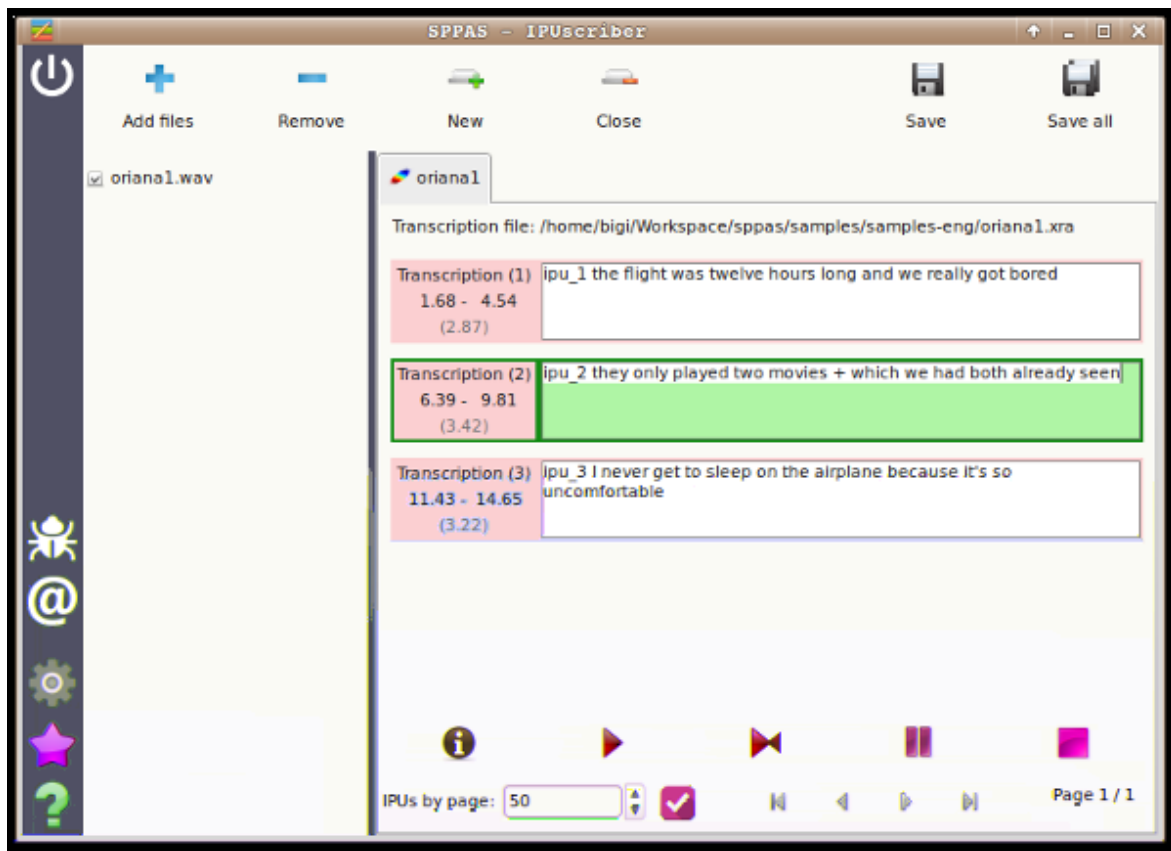 SPPAS - IPUscriber
Add files
Remove
New
Close
Save
Save all
oriana1.wav
oriana1
Transcription file: /home/bigi/Workspace/sppas/samples/samples-eng/oriana1.xra
Transcription (1)
1.68 - 4.54
(2.87)
ipu_1 the flight was twelve hours long and we really got bored
Transcription (2)
6.39 - 9.81
(3.42)
ipu_2 they only played two movies + which we had both already seen
Transcription (3)
11.43 - 14.65
(3.22)
ipu_3 I never get to sleep on the airplane because it's so
uncomfortable
IPUs by page: 50
Page 1 / 1